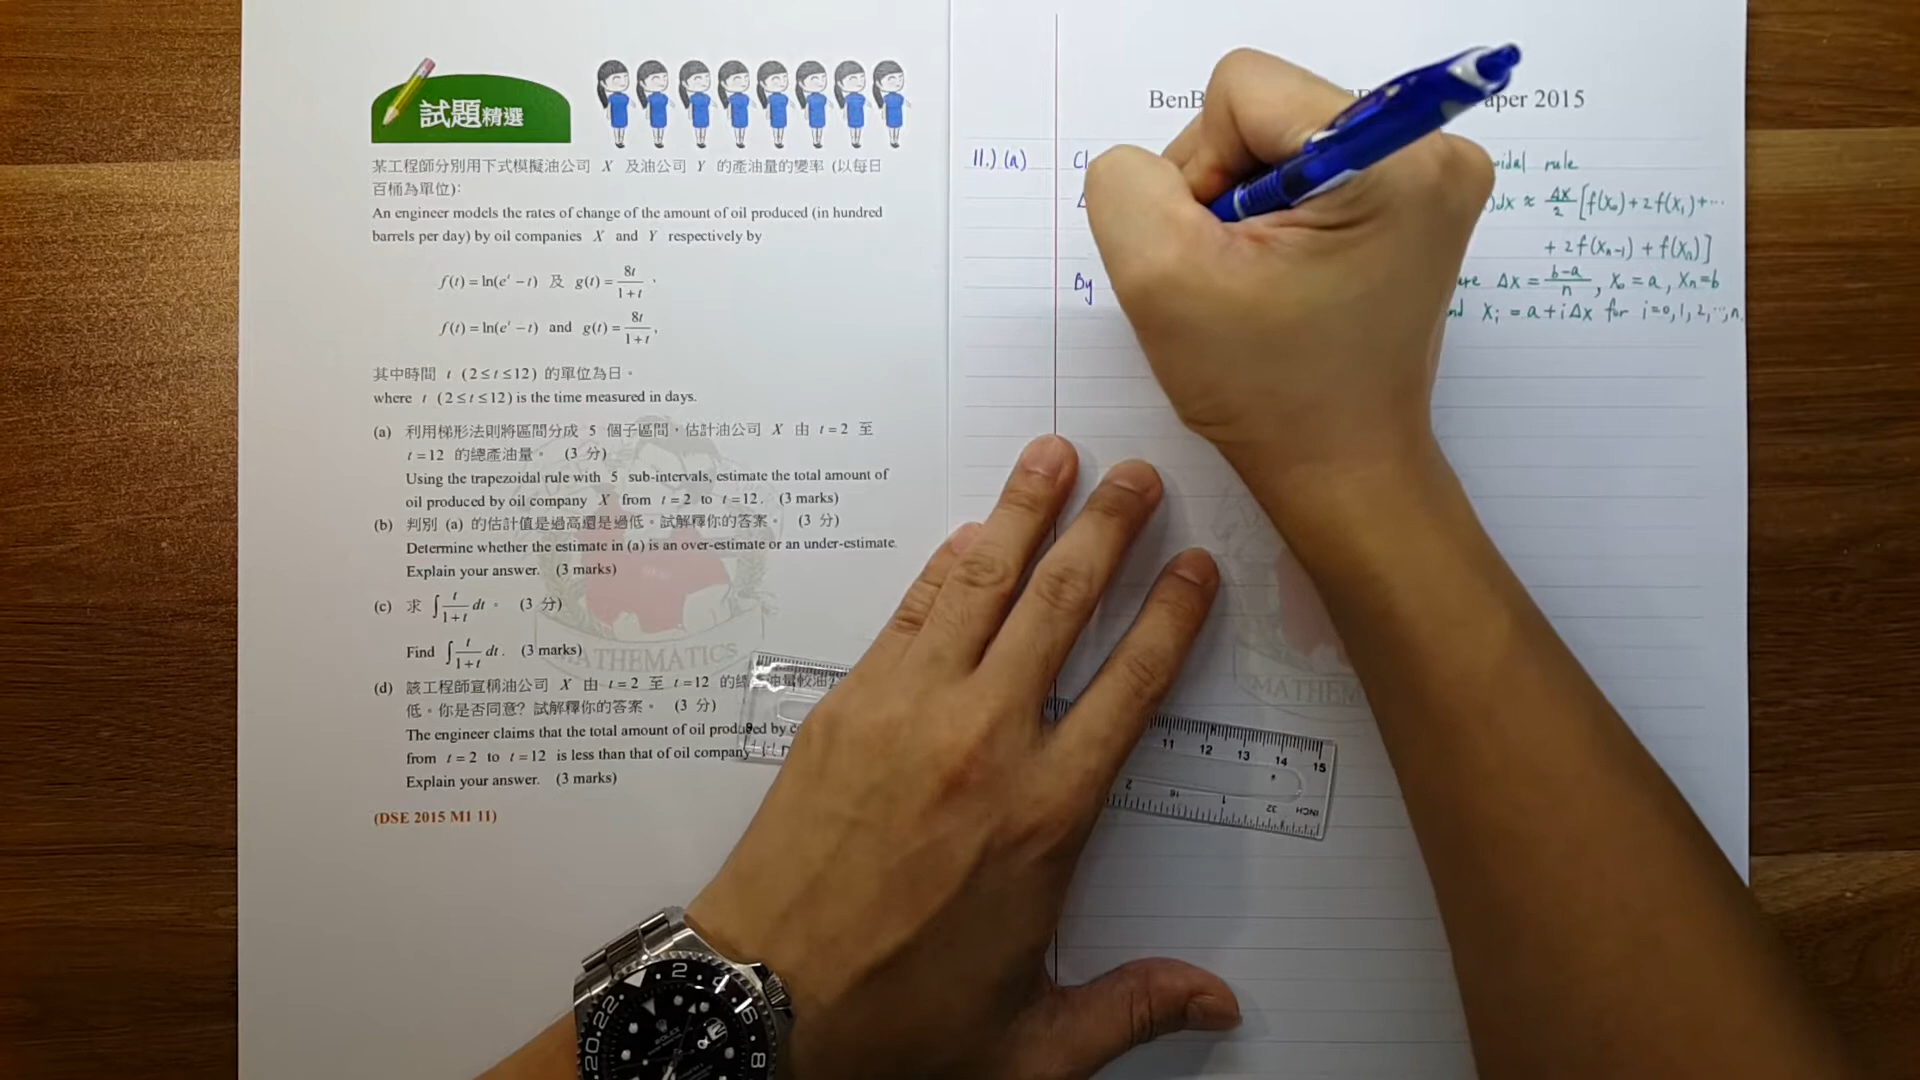 試題精選
某工程師分別用下式模擬油公司 X 及油公司 Y 的產油量的變率 (以每日
百桶為單位):
An engineer models the rates of change of the amount of oil produced (in hundred
barrels per day) by oil companies X and Y respectively by
f(t) = ln(e^t − t) 及 g(t) = 8t/(1+t) ,
f(t) = ln(e^t − t) and g(t) = 8t/(1+t) ,
其中時間 t (2 ≤ t ≤ 12) 的單位為日。
where t (2 ≤ t ≤ 12) is the time measured in days.
(a) 利用梯形法則將區間分成 5 個子區間,估計油公司 X 由 t = 2 至
t = 12 的總產油量。 (3 分)
Using the trapezoidal rule with 5 sub-intervals, estimate the total amount of
oil produced by oil company X from t = 2 to t = 12. (3 marks)
(b) 判別 (a) 的估計值是過高還是過低。試解釋你的答案。 (3 分)
Determine whether the estimate in (a) is an over-estimate or an under-estimate.
Explain your answer. (3 marks)
(c) 求 ∫ t/(1+t) dt 。 (3 分)
Find ∫ t/(1+t) dt . (3 marks)
(d) 該工程師宣稱油公司 X 由 t = 2 至 t = 12 的
低。你是否同意? 試解釋你的答案。 (3 分)
The engineer claims that the total amount of oil produced by
from t = 2 to t = 12 is less than that of oil company
Explain your answer. (3 marks)
(DSE 2015 M1 11)
MATHEMATICS
aper 2015
11.) (a)
rule
dx ≈ Δx/2 [f(x₀) + 2f(x₁) + ⋯
+ 2f(xₙ₋₁) + f(xₙ)]
By
Δx = (b−a)/n , x₀ = a , xₙ = b
xᵢ = a + iΔx for i = 0, 1, 2, ⋯, n.
11 12 13 14 15
INCH
ROLEX